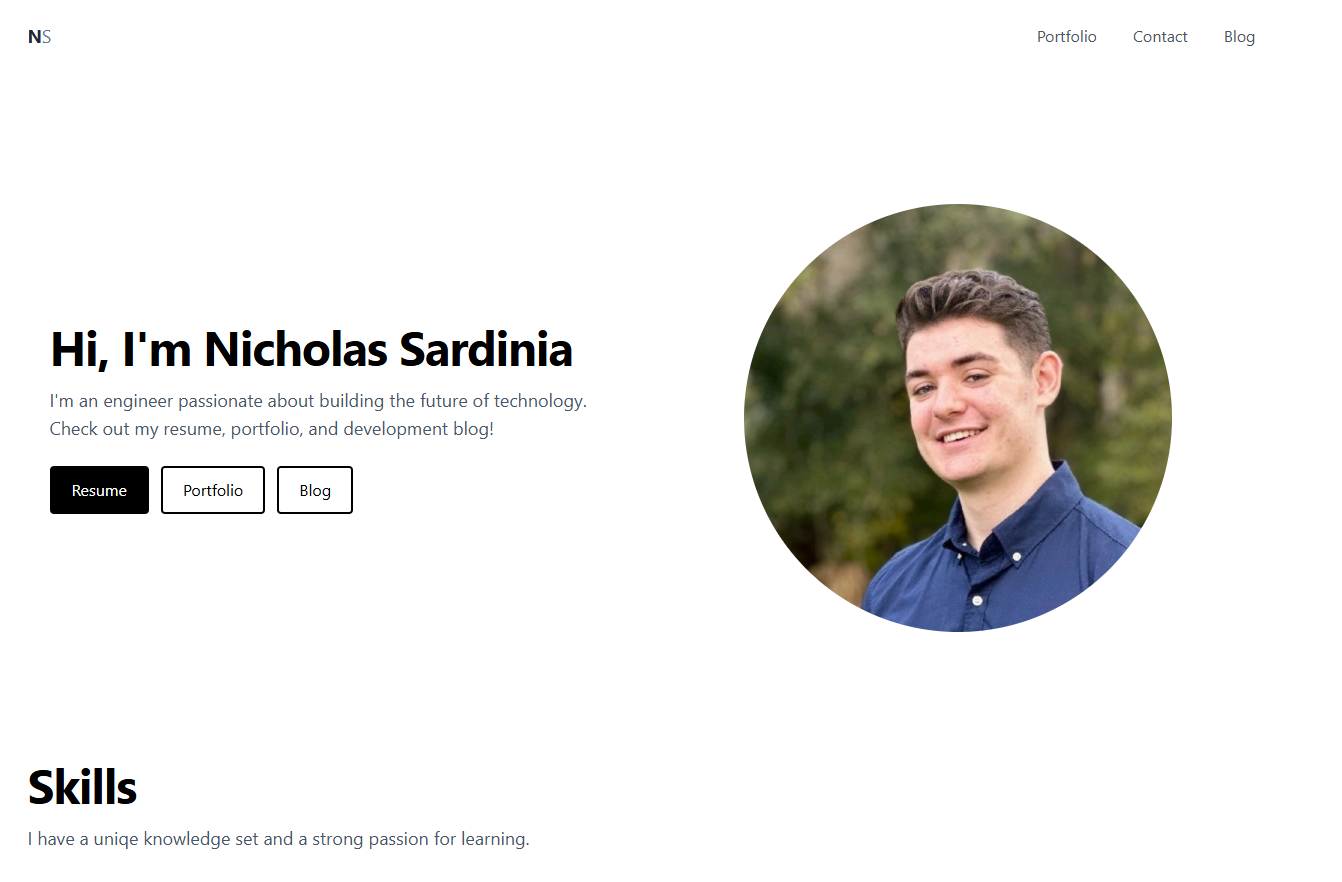 NS
Portfolio Contact Blog
Hi, I'm Nicholas Sardinia
I'm an engineer passionate about building the future of technology.
Check out my resume, portfolio, and development blog!
Resume Portfolio Blog
Skills
I have a uniqe knowledge set and a strong passion for learning.